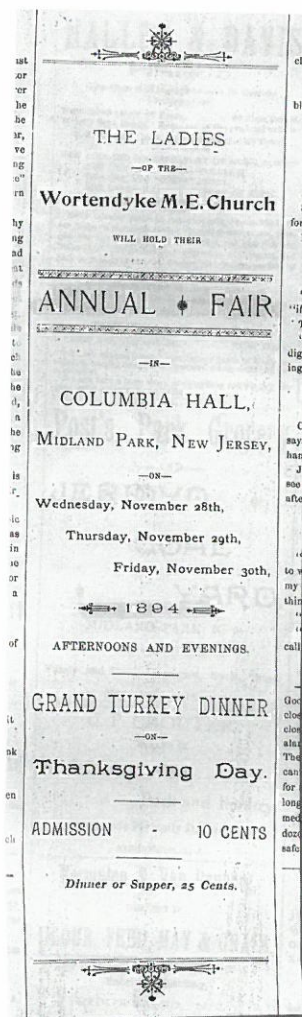 THE LADIES
—OF THE—
Wortendyke M.E. Church
WILL HOLD THEIR
ANNUAL FAIR
—IN—
COLUMBIA HALL,
MIDLAND PARK, NEW JERSEY,
—ON—
Wednesday, November 28th,
Thursday, November 29th,
Friday, November 30th,
1894
AFTERNOONS AND EVENINGS.
GRAND TURKEY DINNER
—ON—
Thanksgiving Day.
ADMISSION - 10 CENTS
Dinner or Supper, 25 Cents.